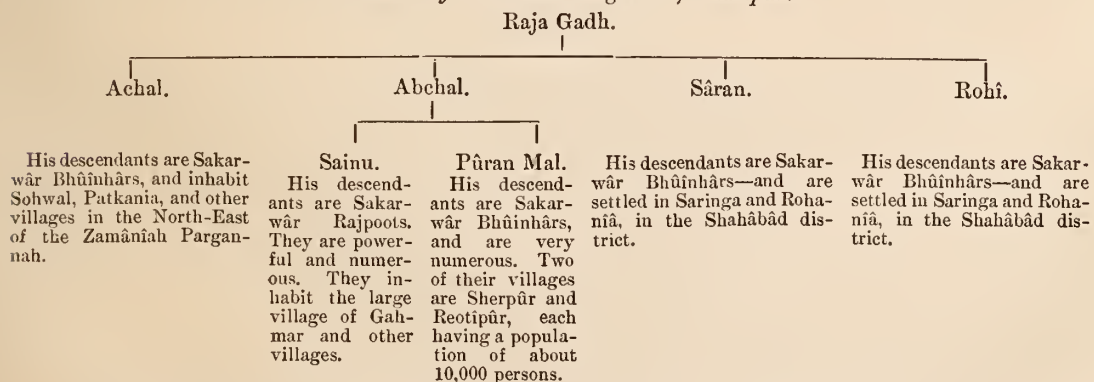 Raja Gadh.
Achal.
Abchal.
Sâran.
Rohî.
His descendants are Sakar-
wâr Bhûînhârs, and inhabit
Sohwal, Patkania, and other
villages in the North-East
of the Zamânîah Pargan-
nah.
Sainu.
His descend-
ants are Sakar-
wâr Rajpoots.
They are power-
ful and numer-
ous. They in-
habit the large
village of Gah-
mar and other
villages.
Pûran Mal.
His descend-
ants are Sakar-
wâr Bhûinhârs,
and are very
numerous. Two
of their villages
are Sherpûr and
Reotîpûr, each
having a popula-
tion of about
10,000 persons.
His descendants are Sakar-
wâr Bhûînhârs—and are
settled in Saringa and Roha-
nîâ, in the Shahâbâd dis-
trict.
His descendants are Sakar-
wâr Bhûînhârs—and are
settled in Saringa and Roha-
nîâ, in the Shahâbâd dis-
trict.